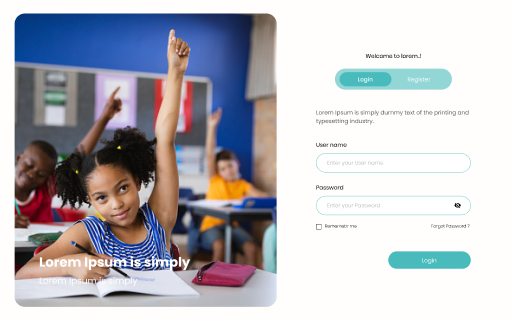 Welcome to lorem..!
Login
Register
Lorem Ipsum is simply dummy text of the printing and
typesetting industry.
User name
Enter your User name
Password
Enter your Password
Rememebr me
Forgot Password ?
Login
Lorem Ipsum is simply
Lorem Ipsum is simply